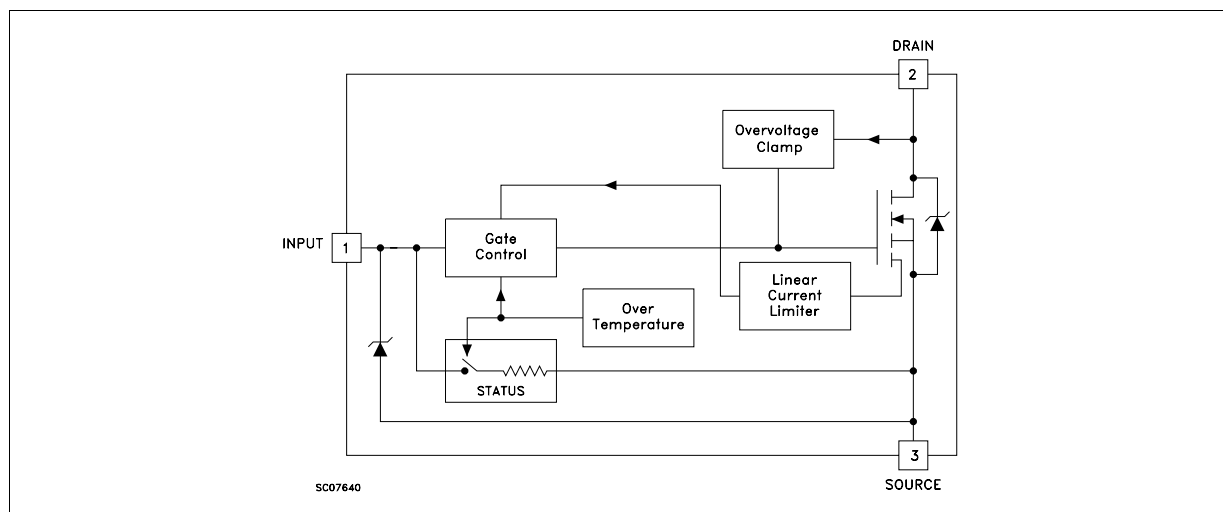 DRAIN
2
Overvoltage
Clamp
INPUT
1
Gate
Control
Linear
Current
Limiter
Over
Temperature
STATUS
3
SOURCE
SC07640